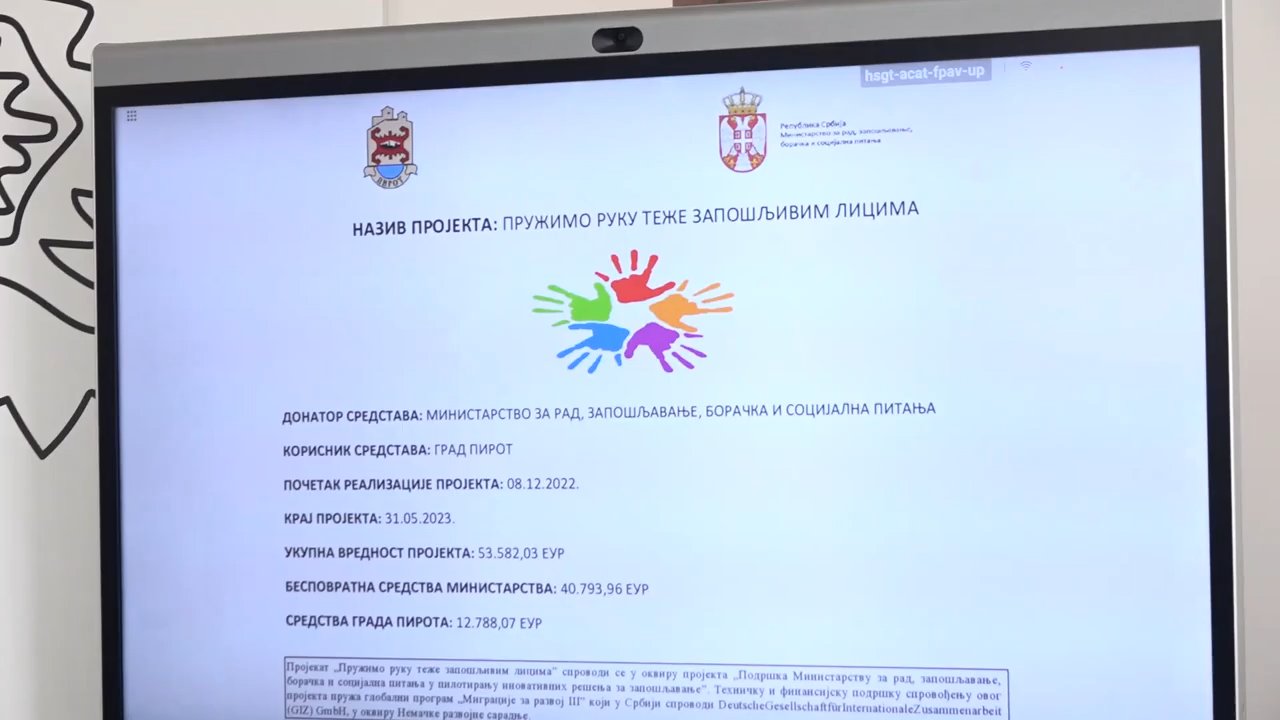 hsgt-acat-fpav-up
Република Србија
Министарство за рад, запошљавање,
борачка и социјална питања
ПИРОТ
НАЗИВ ПРОЈЕКТА: ПРУЖИМО РУКУ ТЕЖЕ ЗАПОШЉИВИМ ЛИЦИМА
ДОНАТОР СРЕДСТАВА: МИНИСТАРСТВО ЗА РАД, ЗАПОШЉАВАЊЕ, БОРАЧКА И СОЦИЈАЛНА ПИТАЊА
КОРИСНИК СРЕДСТАВА: ГРАД ПИРОТ
ПОЧЕТАК РЕАЛИЗАЦИЈЕ ПРОЈЕКТА: 08.12.2022.
КРАЈ ПРОЈЕКТА: 31.05.2023.
УКУПНА ВРЕДНОСТ ПРОЈЕКТА: 53.582,03 ЕУР
БЕСПОВРАТНА СРЕДСТВА МИНИСТАРСТВА: 40.793,96 ЕУР
СРЕДСТВА ГРАДА ПИРОТА: 12.788,07 ЕУР
Пројекат „Пружимо руку теже запошљивим лицима" спроводи се у оквиру пројекта „Подршка Министарству за рад, запошљавање,
борачка и социјална питања у пилотирању иновативних решења за запошљавање". Техничку и финансијску подршку спровођењу овог
пројекта пружа глобални програм „Миграције за развој III" који у Србији спроводи DeutscheGesellschaftfürInternationaleZusammenarbeit
(GIZ) GmbH, у оквиру Немачке развојне сарадње.